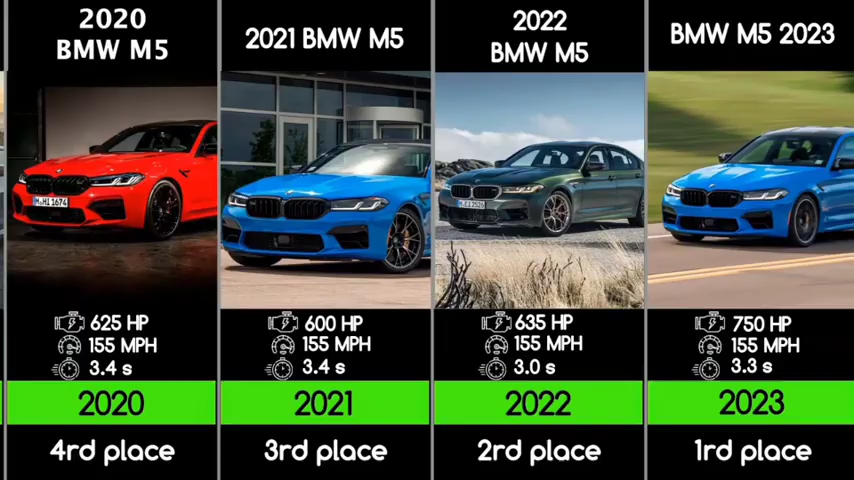 2020
BMW M5
M·HI 1674
625 HP
155 MPH
3.4 s
2020
4rd place
2021 BMW M5
600 HP
155 MPH
3.4 s
2021
3rd place
2022
BMW M5
635 HP
155 MPH
3.0 s
2022
2rd place
BMW M5 2023
750 HP
155 MPH
3.3 s
2023
1rd place